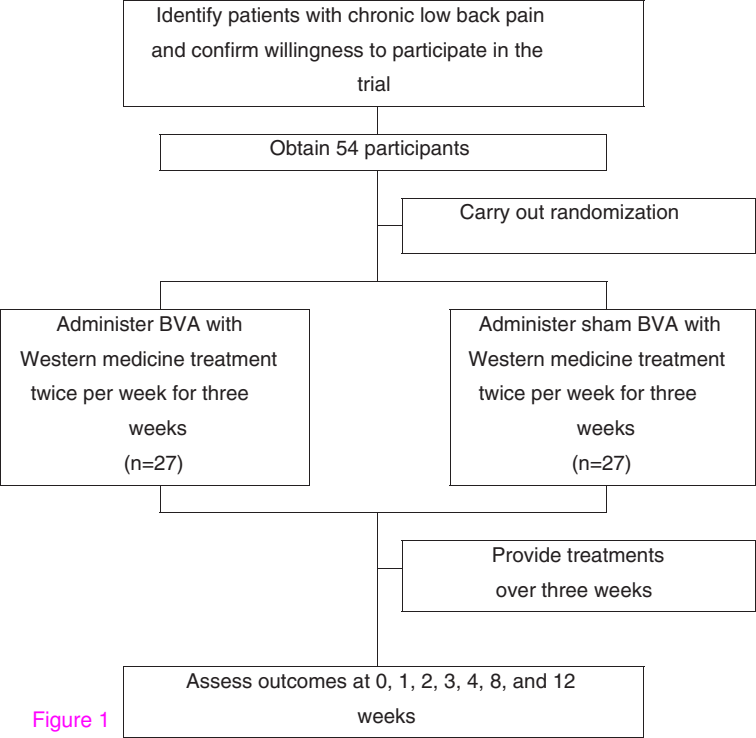 Identify patients with chronic low back pain
and confirm willingness to participate in the
trial
Obtain 54 participants
Carry out randomization
Administer BVA with
Western medicine treatment
twice per week for three
weeks
(n=27)
Administer sham BVA with
Western medicine treatment
twice per week for three
weeks
(n=27)
Provide treatments
over three weeks
Assess outcomes at 0, 1, 2, 3, 4, 8, and 12
weeks
Figure 1